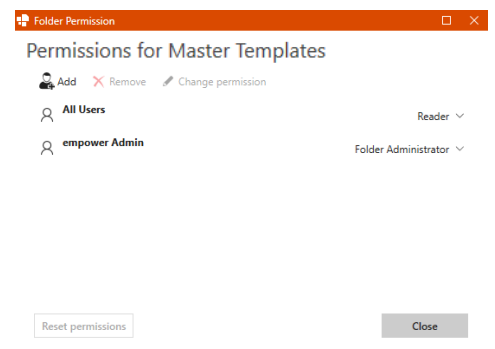 Folder Permission
Permissions for Master Templates
Add Remove Change permission
All Users
Reader
empower Admin
Folder Administrator
Reset permissions Close